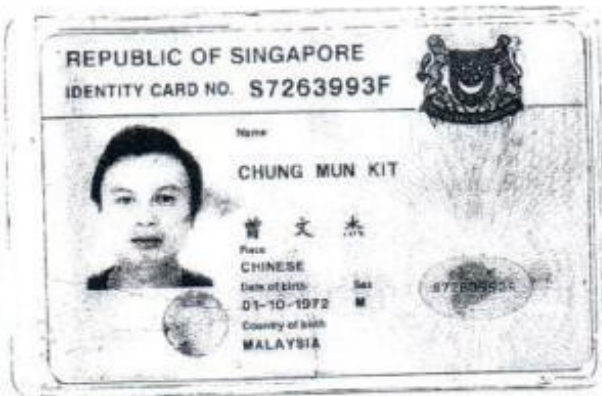 REPUBLIC OF SINGAPORE
IDENTITY CARD NO. S7263993F
Name
CHUNG MUN KIT
曾文杰
Race
CHINESE
Date of birth Sex
01-10-1972 M
Country of birth
MALAYSIA